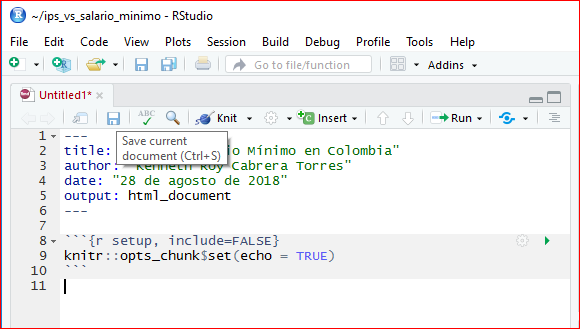 ~/ips_vs_salario_minimo - RStudio
File Edit Code View Plots Session Build Debug Profile Tools Help
Go to file/function Addins
Untitled1*
ABC Knit Insert Run
Save current
document (Ctrl+S)
1 ---
2 title: io Mínimo en Colombia"
3 author: "Kenneth Roy Cabrera Torres"
4 date: "28 de agosto de 2018"
5 output: html_document
6 ---
7
8 ```{r setup, include=FALSE}
9 knitr::opts_chunk$set(echo = TRUE)
10 ```
11